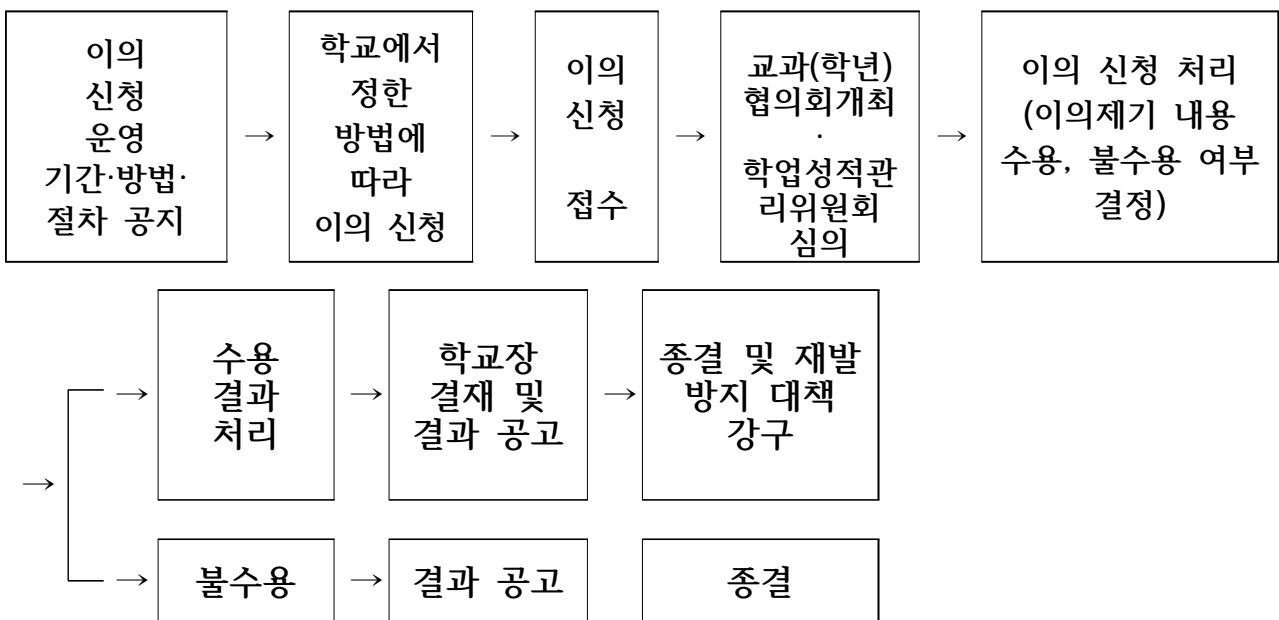 이의
신청
운영
기간·방법·
절차 공지
→
학교에서
정한
방법에
따라
이의 신청
→
이의
신청
접수
→
교과(학년)
협의회개최
·
학업성적관
리위원회
심의
→
이의 신청 처리
(이의제기 내용
수용, 불수용 여부
결정)
→
→
수용
결과
처리
→
학교장
결재 및
결과 공고
→
종결 및 재발
방지 대책
강구
→
불수용
→
결과 공고
종결